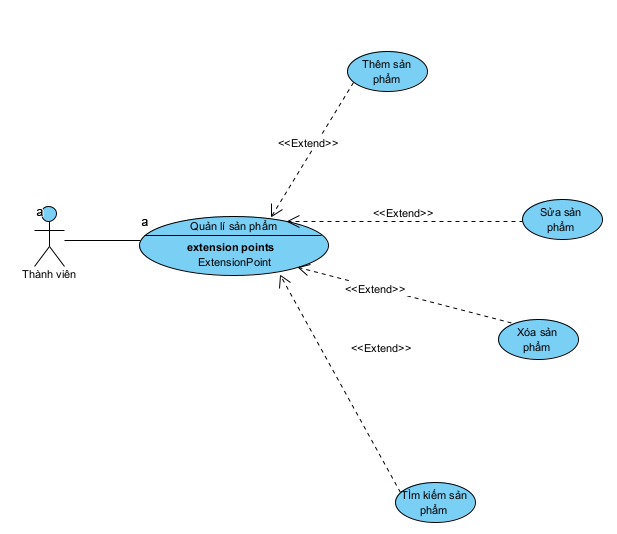 Thêm sản
phẩm
<<Extend>>
a
Thành viên
a
Quản lí sản phẩm
extension points
ExtensionPoint
<<Extend>>
Sửa sản
phẩm
<<Extend>>
Xóa sản
phẩm
<<Extend>>
TÌm kiếm sản
phẩm